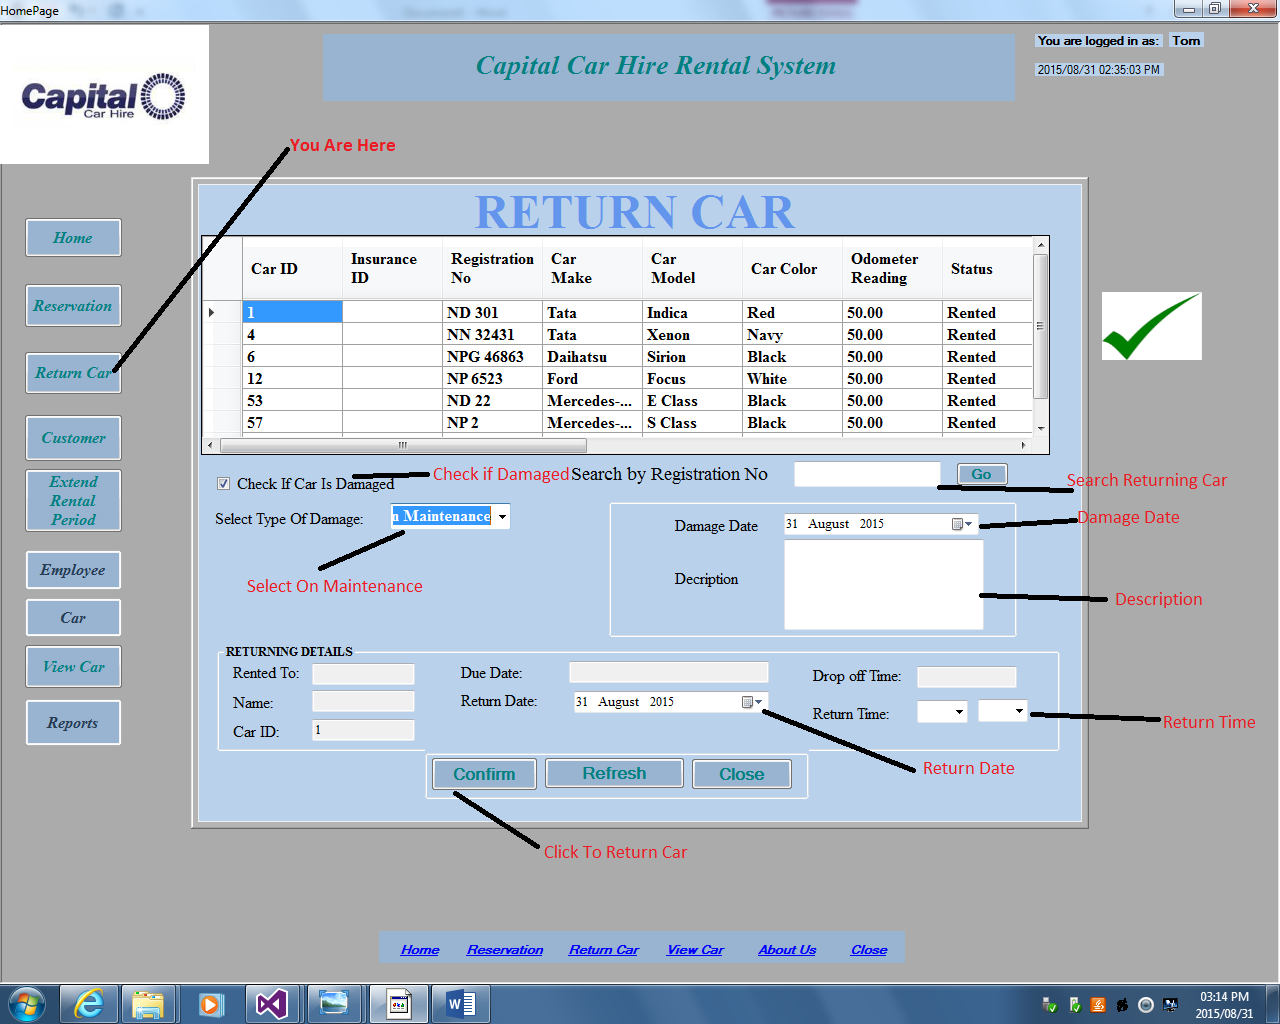 HomePage
Capital
Car Hire
Capital Car Hire Rental System
You are logged in as: Tom
2015/08/31 02:35:03 PM
You Are Here
RETURN CAR
Home
Reservation
Return Car
Customer
Extend
Rental
Period
Employee
Car
View Car
Reports
Car ID Insurance ID Registration No Car Make Car Model Car Color Odometer Reading Status
1 ND 301 Tata Indica Red 50.00 Rented
4 NN 32431 Tata Xenon Navy 50.00 Rented
6 NPG 46863 Daihatsu Sirion Black 50.00 Rented
12 NP 6523 Ford Focus White 50.00 Rented
53 ND 22 Mercedes-... E Class Black 50.00 Rented
57 NP 2 Mercedes-... S Class Black 50.00 Rented
Check If Car Is Damaged Check if Damaged Search by Registration No Go
Search Returning Car
Select Type Of Damage: n Maintenance
Select On Maintenance
Damage Date 31 August 2015
Damage Date
Decription
Description
RETURNING DETAILS
Rented To: Due Date: Drop off Time:
Name: Return Date: 31 August 2015 Return Time:
Return Time
Car ID: 1
Return Date
Confirm Refresh Close
Click To Return Car
Home Reservation Return Car View Car About Us Close
03:14 PM
2015/08/31